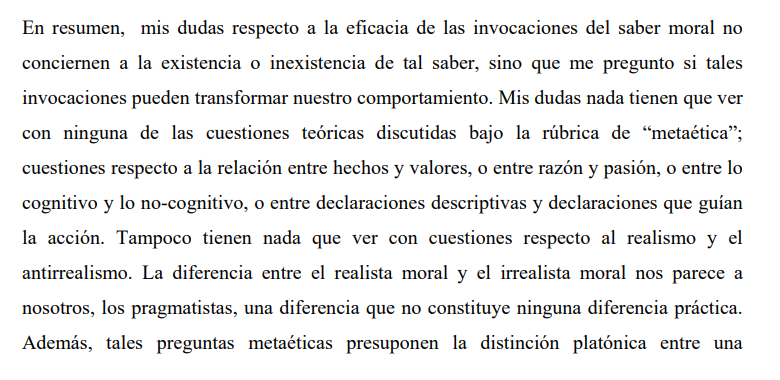 En resumen, mis dudas respecto a la eficacia de las invocaciones del saber moral no
conciernen a la existencia o inexistencia de tal saber, sino que me pregunto si tales
invocaciones pueden transformar nuestro comportamiento. Mis dudas nada tienen que ver
con ninguna de las cuestiones teóricas discutidas bajo la rúbrica de “metaética”;
cuestiones respecto a la relación entre hechos y valores, o entre razón y pasión, o entre lo
cognitivo y lo no-cognitivo, o entre declaraciones descriptivas y declaraciones que guían
la acción. Tampoco tienen nada que ver con cuestiones respecto al realismo y el
antirrealismo. La diferencia entre el realista moral y el irrealista moral nos parece a
nosotros, los pragmatistas, una diferencia que no constituye ninguna diferencia práctica.
Además, tales preguntas metaéticas presuponen la distinción platónica entre una